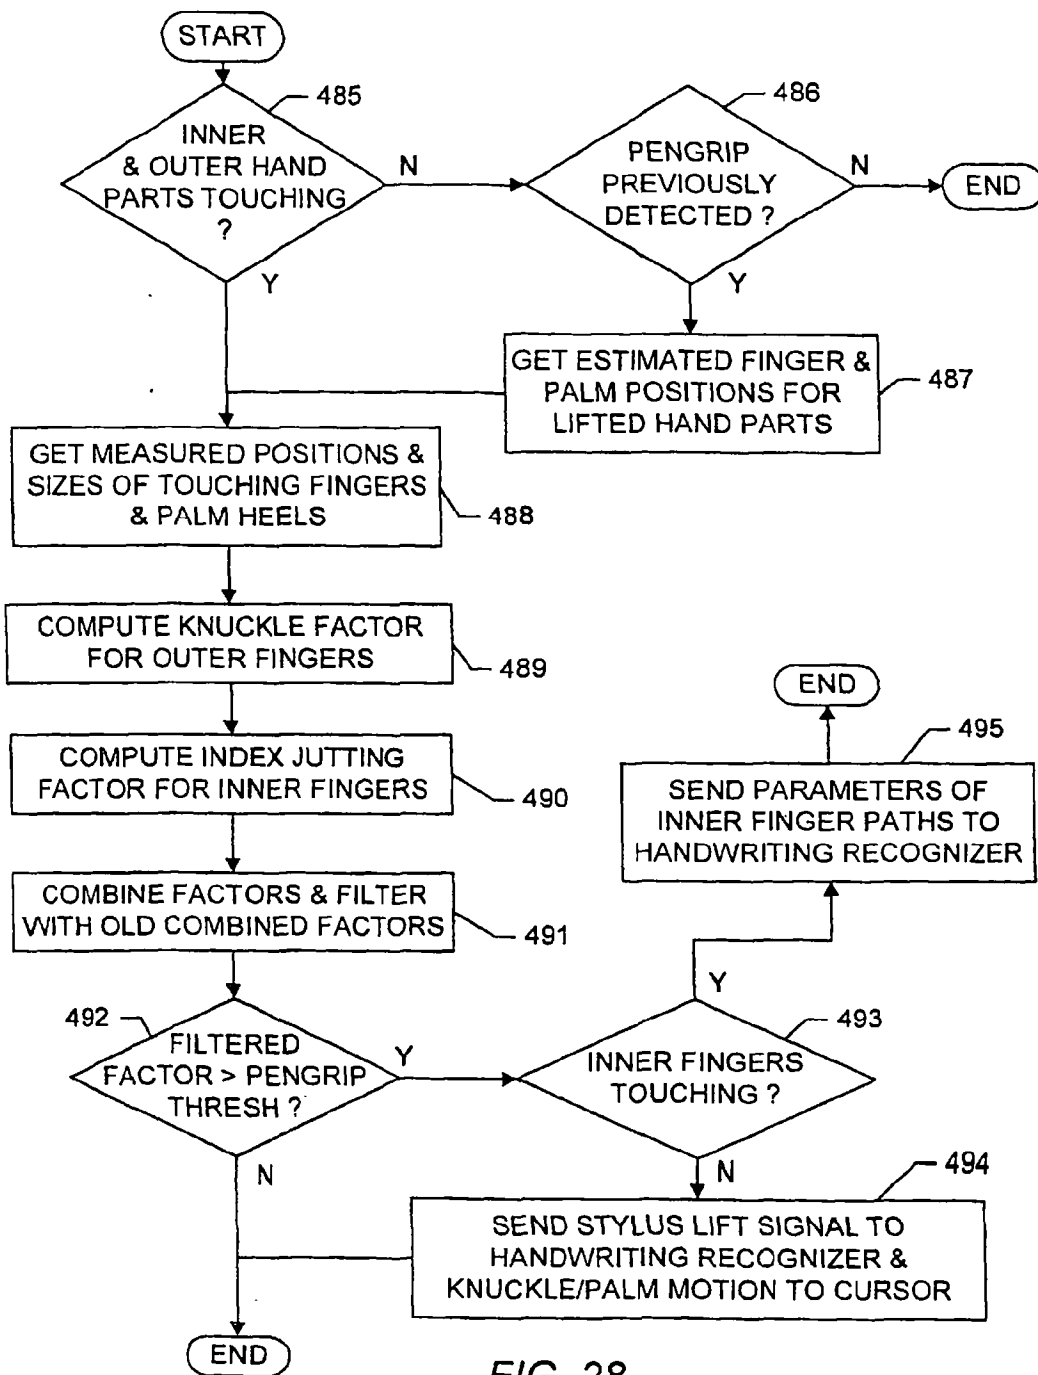 START
485
INNER
& OUTER HAND
PARTS TOUCHING
?
N
Y
486
PENGRIP
PREVIOUSLY
DETECTED ?
N
END
Y
GET ESTIMATED FINGER &
PALM POSITIONS FOR
LIFTED HAND PARTS
487
GET MEASURED POSITIONS &
SIZES OF TOUCHING FINGERS
& PALM HEELS
488
COMPUTE KNUCKLE FACTOR
FOR OUTER FINGERS
489
COMPUTE INDEX JUTTING
FACTOR FOR INNER FINGERS
490
COMBINE FACTORS & FILTER
WITH OLD COMBINED FACTORS
491
492
FILTERED
FACTOR > PENGRIP
THRESH ?
Y
N
END
495
SEND PARAMETERS OF
INNER FINGER PATHS TO
HANDWRITING RECOGNIZER
Y
493
INNER FINGERS
TOUCHING ?
N
494
SEND STYLUS LIFT SIGNAL TO
HANDWRITING RECOGNIZER &
KNUCKLE/PALM MOTION TO CURSOR
END
FIG. 28